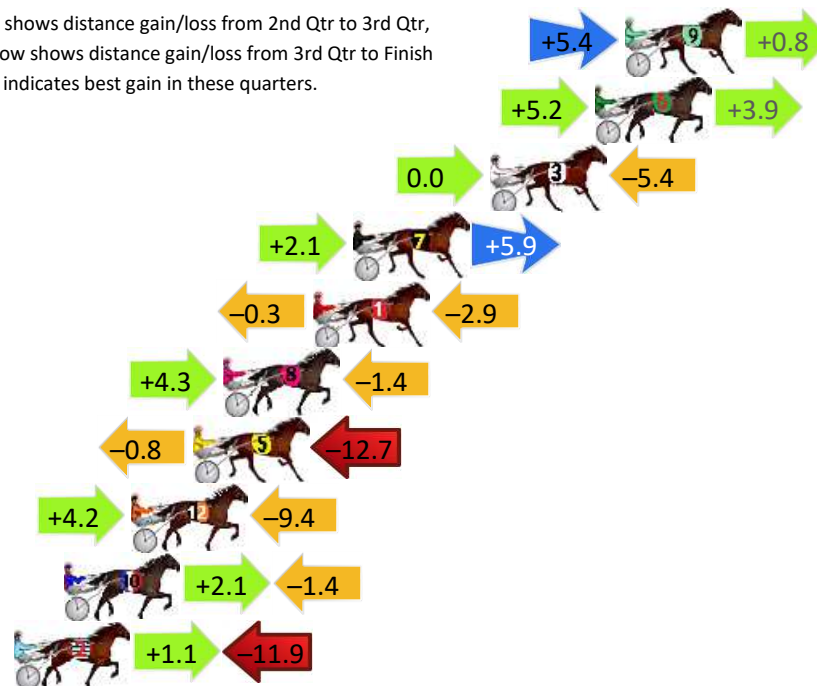 shows distance gain/loss from 2nd Qtr to 3rd Qtr,
ow shows distance gain/loss from 3rd Qtr to Finish
indicates best gain in these quarters.
+5.4 9 +0.8
+5.2 +3.9
0.0 3 –5.4
+2.1 7 +5.9
–0.3 1 –2.9
+4.3 8 –1.4
–0.8 5 –12.7
+4.2 12 –9.4
10 +2.1 –1.4
+1.1 –11.9